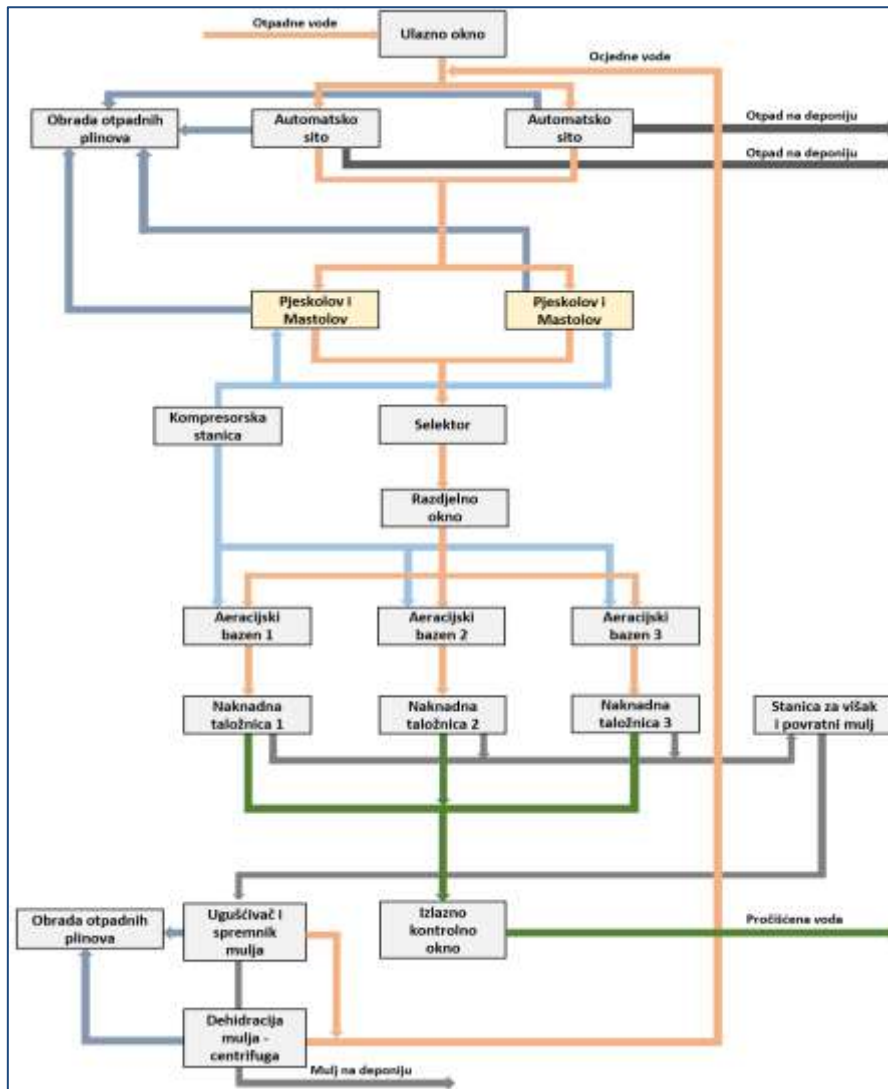 Otpadne vode
Ulazno okno
Ocjedne vode
Obrada otpadnih
plinova
Automatsko
sito
Automatsko
sito
Otpad na deponiju
Otpad na deponiju
Pjeskolov i
Mastolov
Pjeskolov i
Mastolov
Kompresorska
stanica
Selektor
Razdjelno
okno
Aeracijski
bazen 1
Aeracijski
bazen 2
Aeracijski
bazen 3
Naknadna
taložnica 1
Naknadna
taložnica 2
Naknadna
taložnica 3
Stanica za višak
i povratni mulj
Obrada otpadnih
plinova
Ugušćivač i
spremnik
mulja
Izlazno
kontrolno
okno
Pročišćena voda
Dehidracija
mulja -
centrifuga
Mulj na deponiju